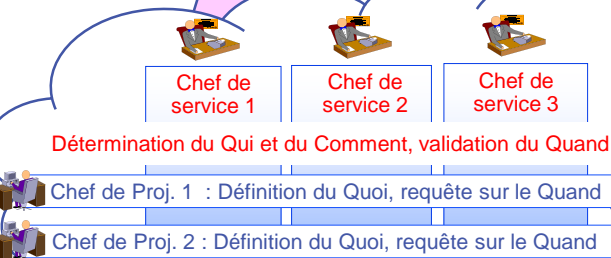 Chef de service 1
Chef de service 2
Chef de service 3
Détermination du Qui et du Comment, validation du Quand
Chef de Proj. 1 : Définition du Quoi, requête sur le Quand
Chef de Proj. 2 : Définition du Quoi, requête sur le Quand